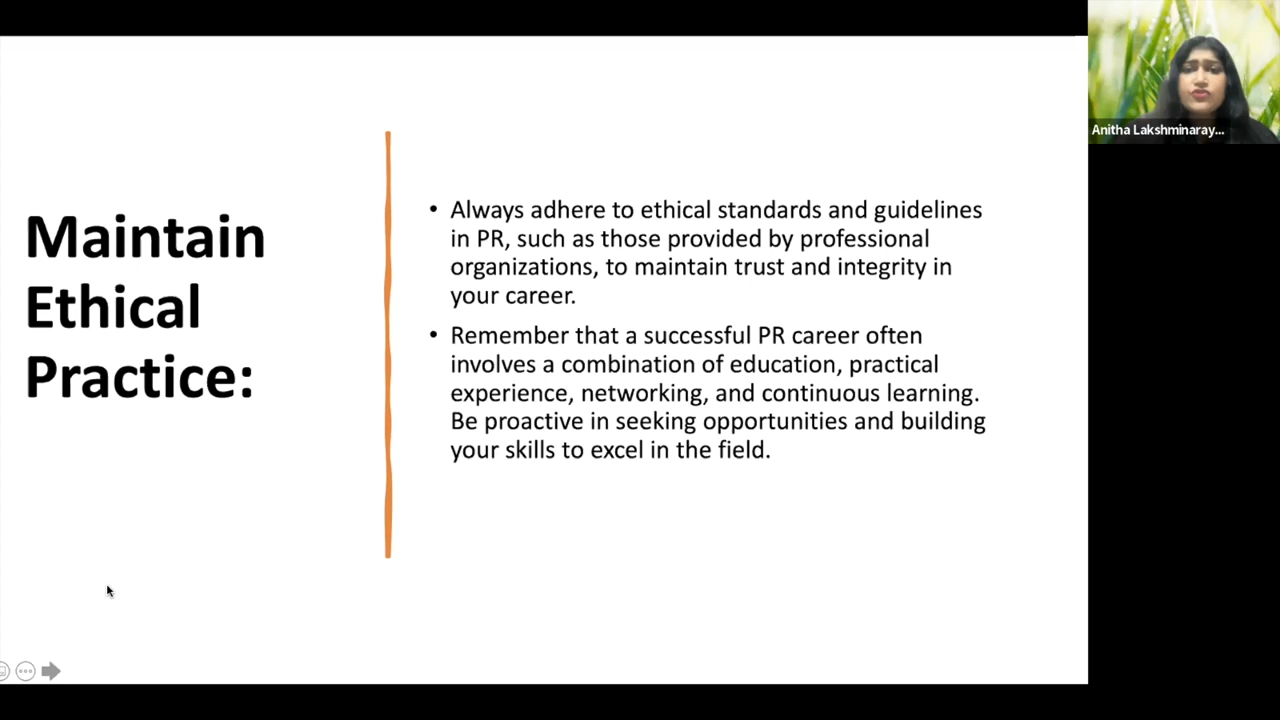 Maintain
Ethical
Practice:
• Always adhere to ethical standards and guidelines
in PR, such as those provided by professional
organizations, to maintain trust and integrity in
your career.
• Remember that a successful PR career often
involves a combination of education, practical
experience, networking, and continuous learning.
Be proactive in seeking opportunities and building
your skills to excel in the field.
Anitha Lakshminaray...